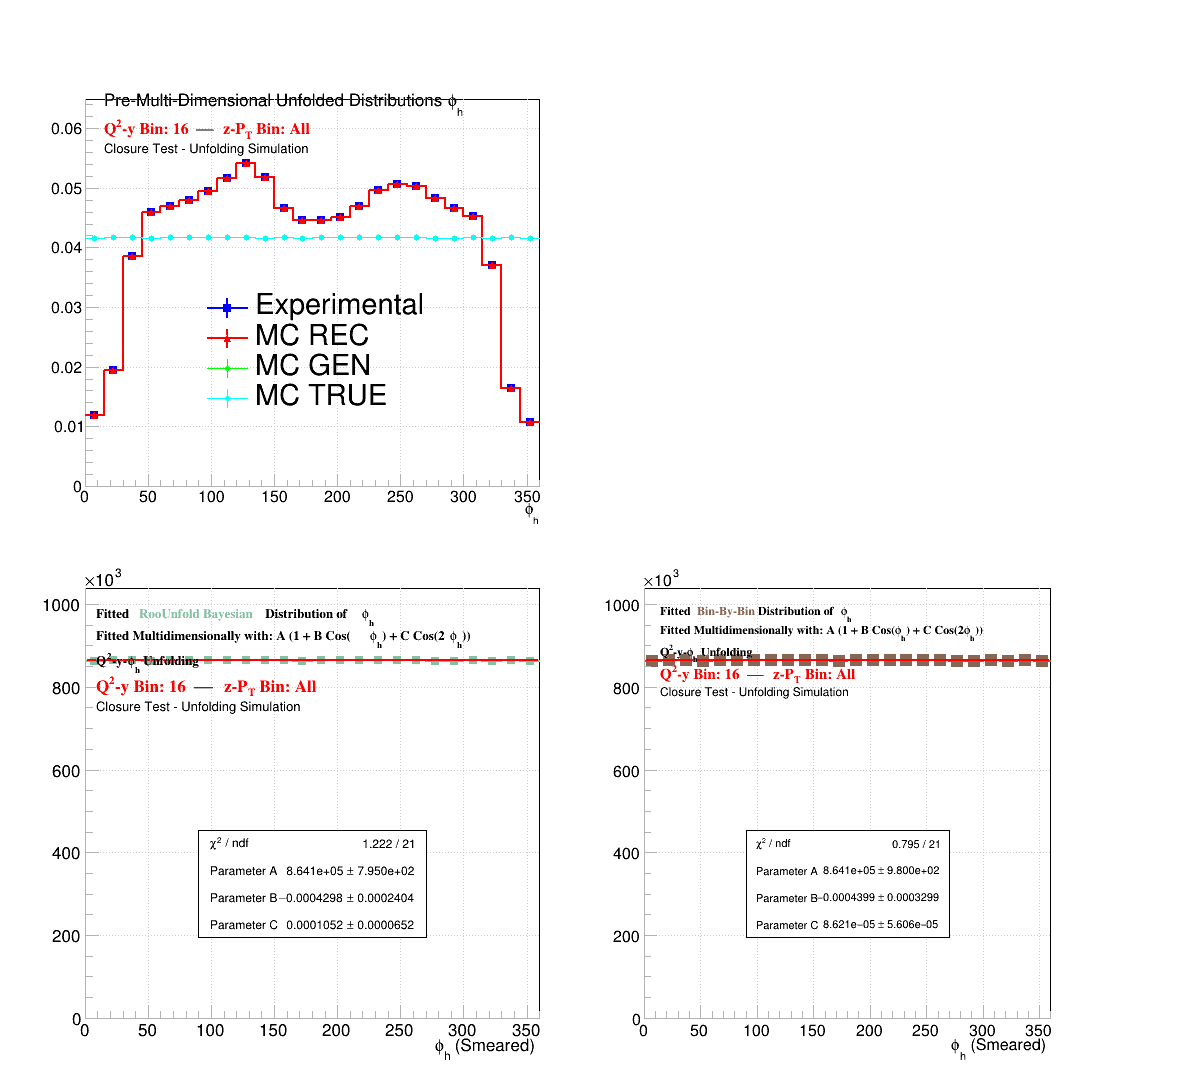 Pre-Multi-Dimensional Unfolded Distributions ϕh
Q2-y Bin: 16 — z-PT Bin: All
Closure Test - Unfolding Simulation
0.06
0.05
0.04
0.03
0.02
0.01
0
Experimental
MC REC
MC GEN
MC TRUE
0 50 100 150 200 250 300 350
ϕh
×10^3
1000
800
600
400
200
0
Fitted RooUnfold Bayesian Distribution of ϕh
Fitted Multidimensionally with: A (1 + B Cos( ϕh) + C Cos(2 ϕh))
Q2-y-ϕh Unfolding
Q2-y Bin: 16 — z-PT Bin: All
Closure Test - Unfolding Simulation
χ2 / ndf 1.222 / 21
Parameter A 8.641e+05 ± 7.950e+02
Parameter B −0.0004298 ± 0.0002404
Parameter C 0.0001052 ± 0.0000652
0 50 100 150 200 250 300 350
ϕh (Smeared)
×10^3
1000
800
600
400
200
0
Fitted Bin-By-Bin Distribution of ϕh
Fitted Multidimensionally with: A (1 + B Cos(ϕh) + C Cos(2ϕh))
Q2-y-ϕh Unfolding
Q2-y Bin: 16 — z-PT Bin: All
Closure Test - Unfolding Simulation
χ2 / ndf 0.795 / 21
Parameter A 8.641e+05 ± 9.800e+02
Parameter B −0.0004399 ± 0.0003299
Parameter C 8.621e−05 ± 5.606e−05
0 50 100 150 200 250 300 350
ϕh (Smeared)